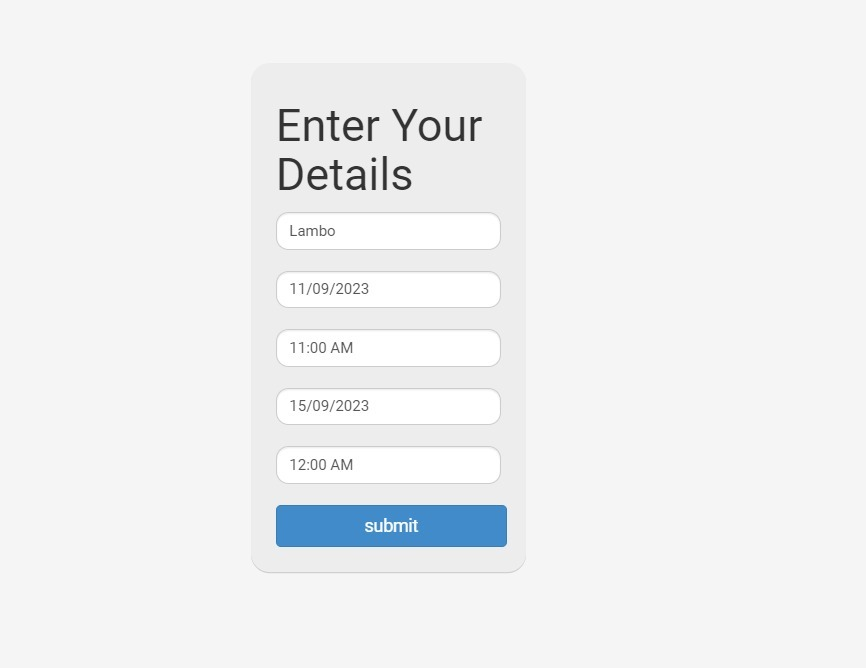 Enter Your
Details
Lambo
11/09/2023
11:00 AM
15/09/2023
12:00 AM
submit